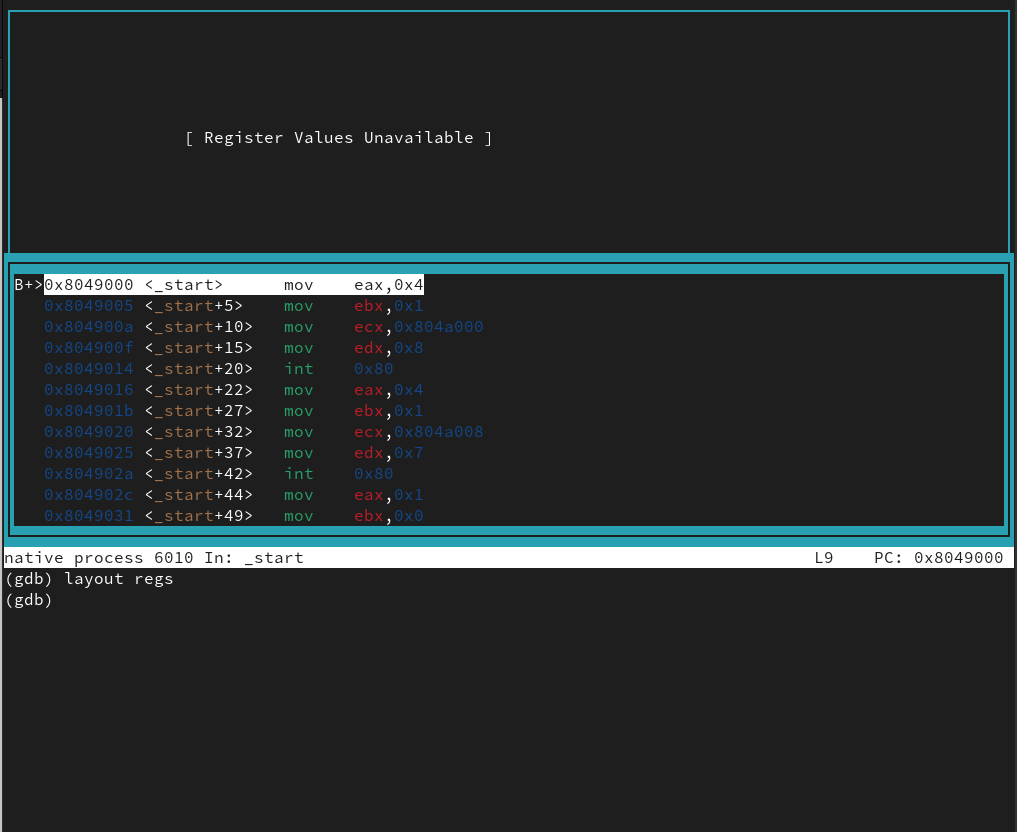 [ Register Values Unavailable ]
B+>0x8049000 <_start>      mov    eax,0x4
0x8049005 <_start+5>    mov    ebx,0x1
0x804900a <_start+10>   mov    ecx,0x804a000
0x804900f <_start+15>   mov    edx,0x8
0x8049014 <_start+20>   int    0x80
0x8049016 <_start+22>   mov    eax,0x4
0x804901b <_start+27>   mov    ebx,0x1
0x8049020 <_start+32>   mov    ecx,0x804a008
0x8049025 <_start+37>   mov    edx,0x7
0x804902a <_start+42>   int    0x80
0x804902c <_start+44>   mov    eax,0x1
0x8049031 <_start+49>   mov    ebx,0x0
native process 6010 In: _start L9 PC: 0x8049000
(gdb) layout regs
(gdb)